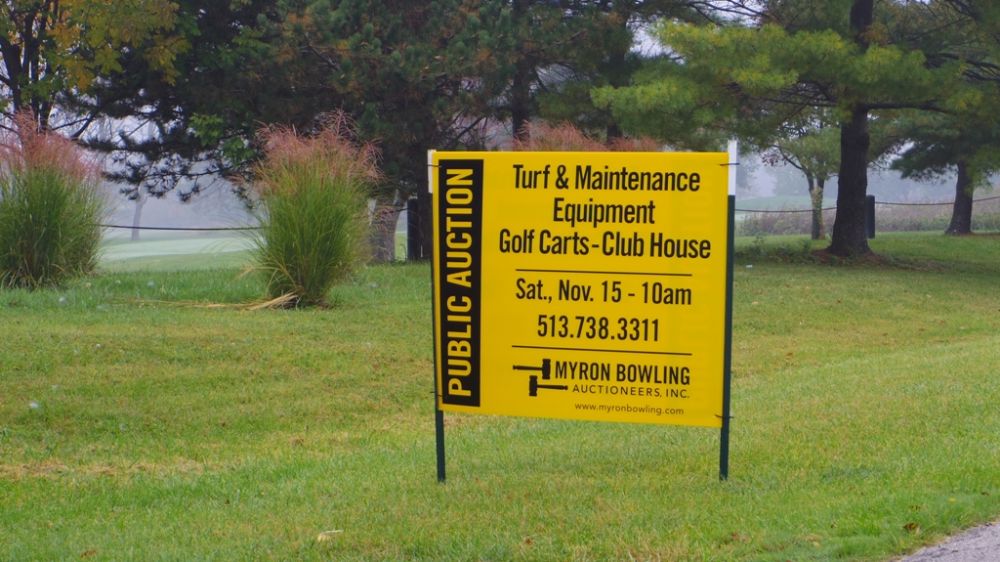 PUBLIC AUCTION
Turf & Maintenance
Equipment
Golf Carts-Club House
Sat., Nov. 15 - 10am
513.738.3311
MYRON BOWLING
AUCTIONEERS, INC.
www.myronbowling.com